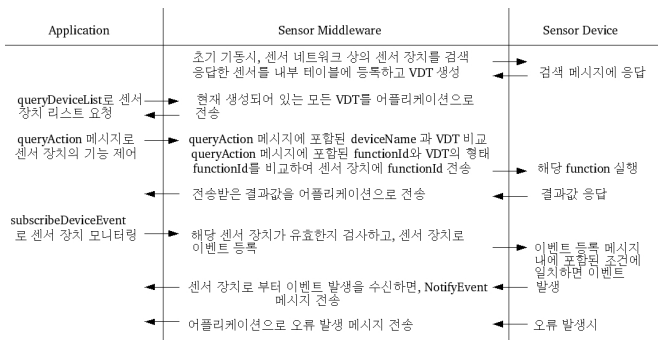 Application
Sensor Middleware
Sensor Device
초기 기동시, 센서 네트워크 상의 센서 장치를 검색
응답한 센서를 내부 테이블에 등록하고 VDT 생성
검색 메시지에 응답
queryDeviceList로 센서
장치 리스트 요청
현재 생성되어 있는 모든 VDT를 어플리케이션으로
전송
queryAction 메시지로
센서 장치의 기능 제어
queryAction 메시지에 포함된 deviceName 과 VDT 비교
queryAction 메시지에 포함된 functionId와 VDT의 형태
functionId를 비교하여 센서 장치에 functionId 전송
해당 function 실행
전송받은 결과값을 어플리케이션으로 전송
결과값 응답
subscribeDeviceEvent
로 센서 장치 모니터링
해당 센서 장치가 유효한지 검사하고, 센서 장치로
이벤트 등록
이벤트 등록 메시지
내에 포함된 조건에
일치하면 이벤트
발생
센서 장치로 부터 이벤트 발생을 수신하면, NotifyEvent
메시지 전송
어플리케이션으로 오류 발생 메시지 전송
오류 발생시